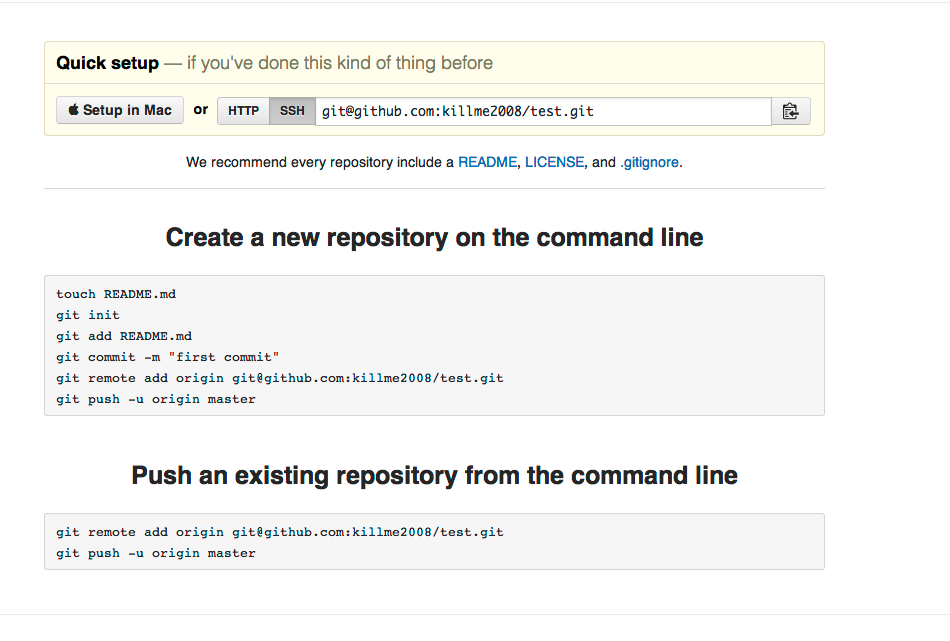 Quick setup — if you've done this kind of thing before
Setup in Mac or HTTP SSH git@github.com:killme2008/test.git
We recommend every repository include a README, LICENSE, and .gitignore.
Create a new repository on the command line
touch README.md
git init
git add README.md
git commit -m "first commit"
git remote add origin git@github.com:killme2008/test.git
git push -u origin master
Push an existing repository from the command line
git remote add origin git@github.com:killme2008/test.git
git push -u origin master